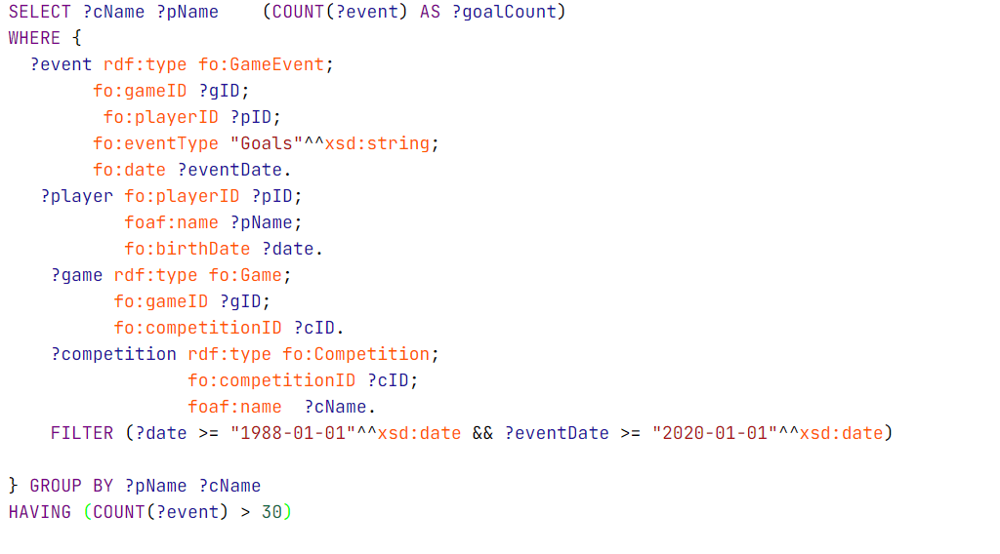 SELECT ?cName ?pName    (COUNT(?event) AS ?goalCount)
WHERE {
  ?event rdf:type fo:GameEvent;
        fo:gameID ?gID;
         fo:playerID ?pID;
        fo:eventType "Goals"^^xsd:string;
        fo:date ?eventDate.
   ?player fo:playerID ?pID;
           foaf:name ?pName;
           fo:birthDate ?date.
    ?game rdf:type fo:Game;
          fo:gameID ?gID;
          fo:competitionID ?cID.
    ?competition rdf:type fo:Competition;
                 fo:competitionID ?cID;
                 foaf:name  ?cName.
    FILTER (?date >= "1988-01-01"^^xsd:date && ?eventDate >= "2020-01-01"^^xsd:date)
} GROUP BY ?pName ?cName
HAVING (COUNT(?event) > 30)